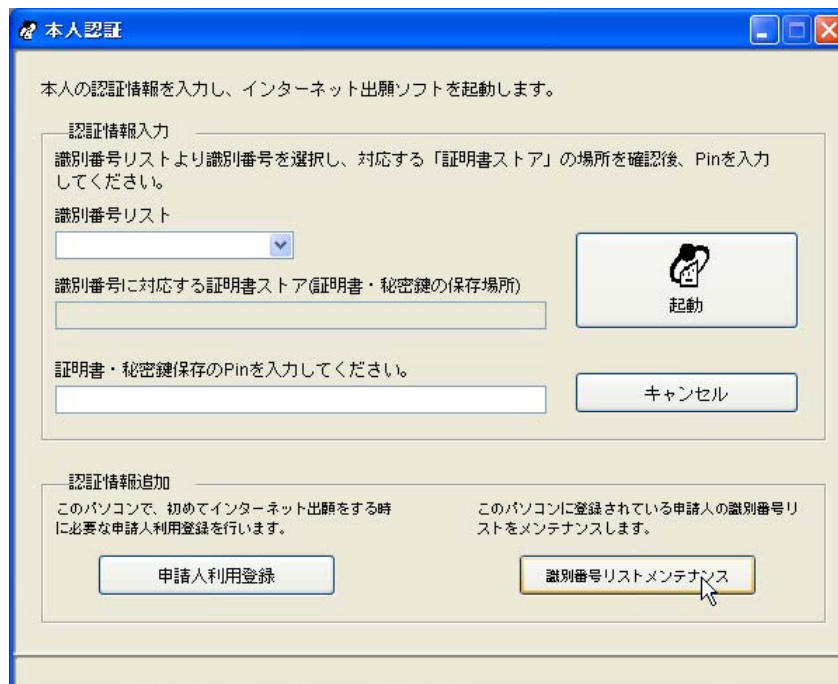 本人認証
本人の認証情報を入力し、インターネット出願ソフトを起動します。
認証情報入力
識別番号リストより識別番号を選択し、対応する「証明書ストア」の場所を確認後、Pinを入力
してください。
識別番号リスト
識別番号に対応する証明書ストア(証明書・秘密鍵の保存場所)
起動
証明書・秘密鍵保存のPinを入力してください。
キャンセル
認証情報追加
このパソコンで、初めてインターネット出願をする時
に必要な申請人利用登録を行います。
申請人利用登録
このパソコンに登録されている申請人の識別番号リ
ストをメンテナンスします。
識別番号リストメンテナンス